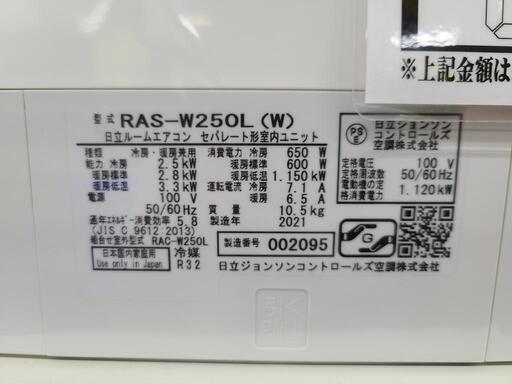 ※上記金額は
型式 RAS-W250L(W)
日立ルームエアコン セパレート形室内ユニット
種類 冷房・暖房兼用
能力 冷房 2.5kW
暖房標準 2.8kW
暖房低温 3.3kW
電源 100 V
50/60Hz
通年エネルギー消費効率 5.8
(JIS C 9612:2013)
組合せ室外型式 RAC-W250L
消費電力 冷房 650 W
暖房標準 600 W
暖房低温 1,150kW
運転電流 冷房 7.1 A
暖房 6.5 A
質量 10.5kg
製造年 2021
製造番号 002095
日本国内家庭用
Use only in Japan
冷媒
R32
日立ジョンソンコントロールズ空調株式会社
PS
E
日立ジョンソン
コントロールズ
空調株式会社
定格電圧 100 V
定格周波数 50/60Hz
電動機の定格消費電力 1.120kW
G